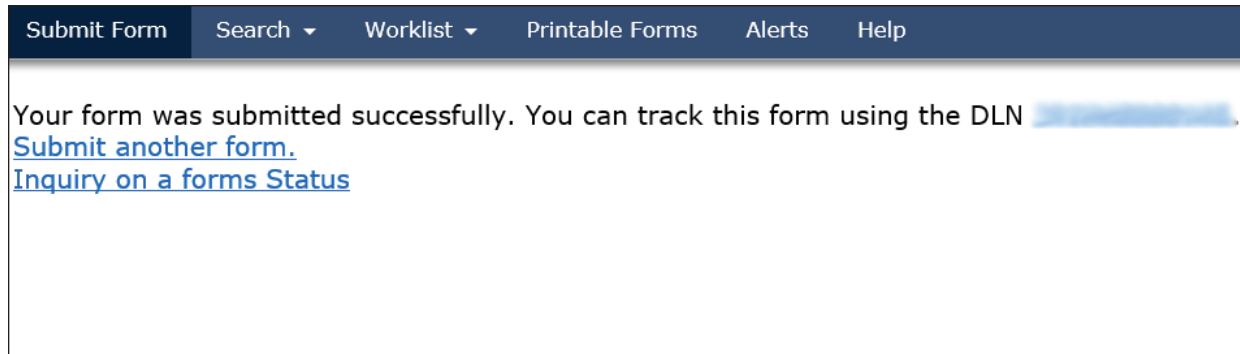 Submit Form Search Worklist Printable Forms Alerts Help
Your form was submitted successfully. You can track this form using the DLN .
Submit another form.
Inquiry on a forms Status